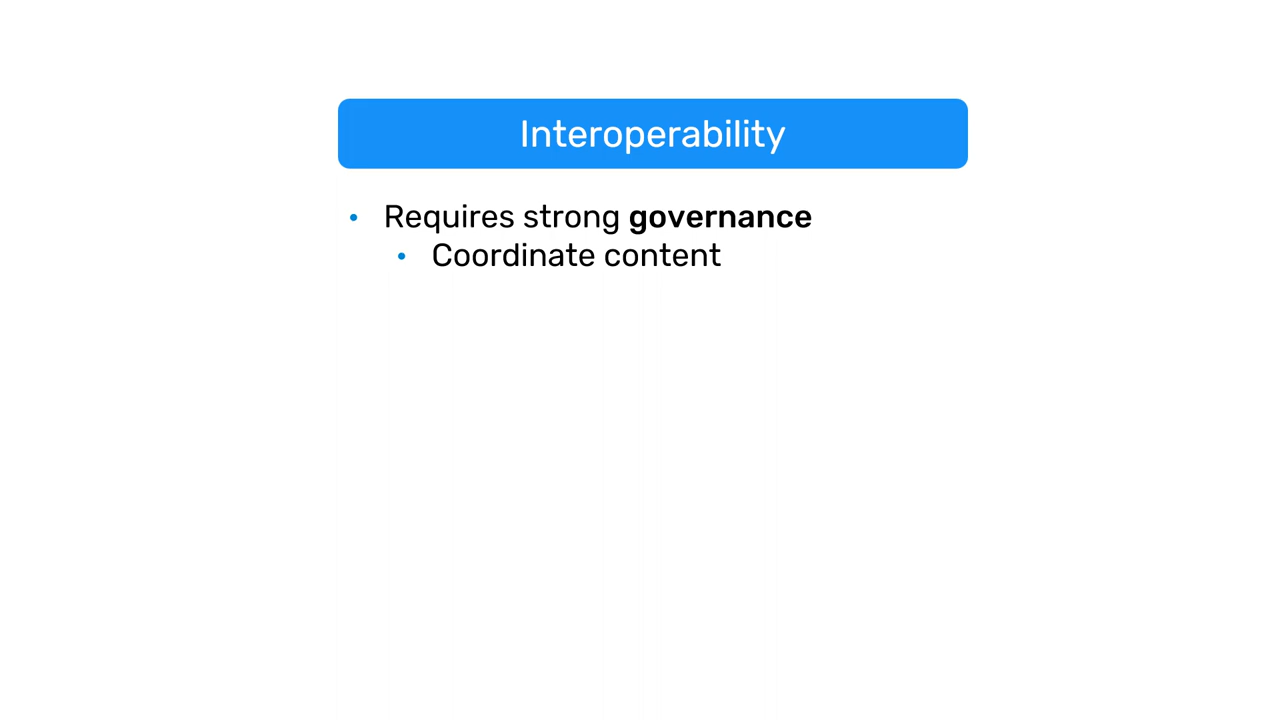 Interoperability
• Requires strong governance
• Coordinate content